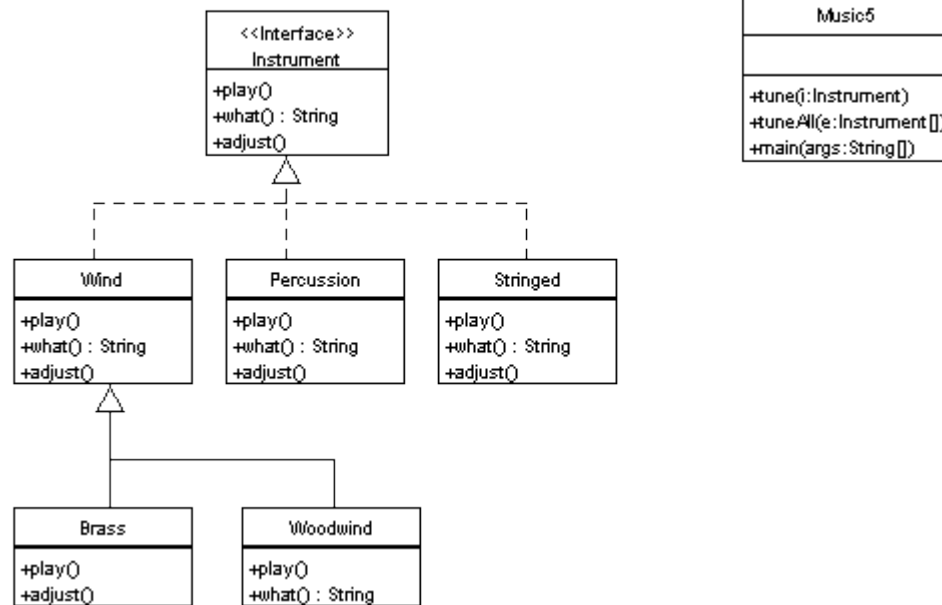 <<Interface>>
Instrument
+play()
+what() : String
+adjust()
Music5
+tune(i:Instrument)
+tuneAll(e:Instrument[])
+main(args:String[])
Wind
+play()
+what() : String
+adjust()
Percussion
+play()
+what() : String
+adjust()
Stringed
+play()
+what() : String
+adjust()
Brass
+play()
+adjust()
Woodwind
+play()
+what() : String